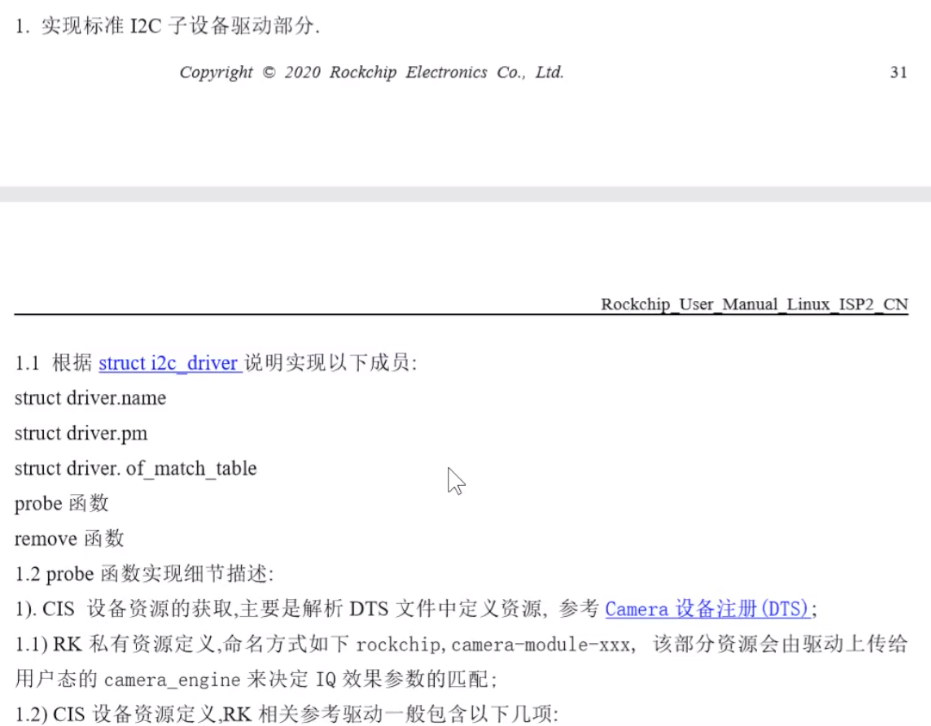 1. 实现标准 I2C 子设备驱动部分.
Copyright © 2020 Rockchip Electronics Co., Ltd. 31
Rockchip_User_Manual_Linux_ISP2_CN
1.1 根据 struct i2c_driver 说明实现以下成员:
struct driver.name
struct driver.pm
struct driver. of_match_table
probe 函数
remove 函数
1.2 probe 函数实现细节描述:
1). CIS 设备资源的获取,主要是解析 DTS 文件中定义资源, 参考 Camera 设备注册(DTS);
1.1) RK 私有资源定义,命名方式如下 rockchip,camera-module-xxx, 该部分资源会由驱动上传给
用户态的 camera_engine 来决定 IQ 效果参数的匹配;
1.2) CIS 设备资源定义,RK 相关参考驱动一般包含以下几项: